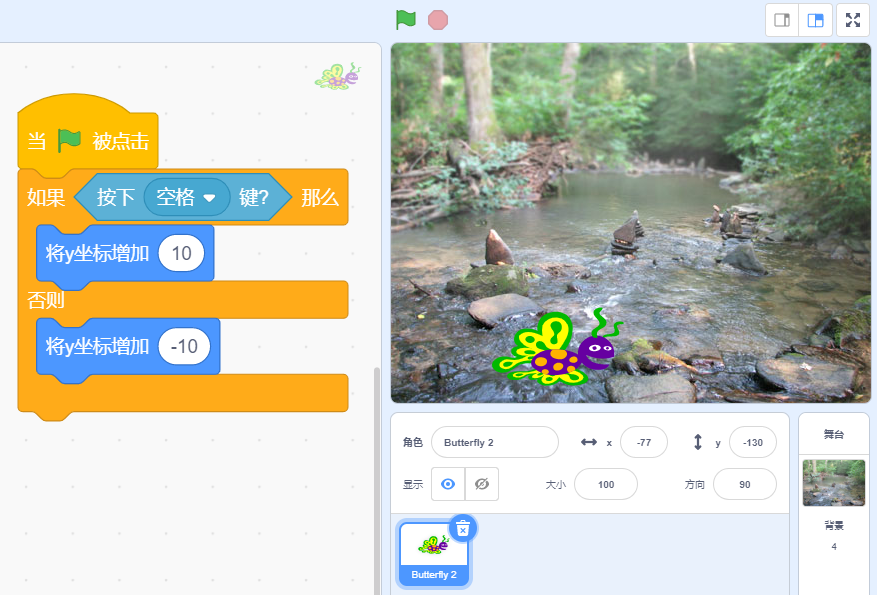 当 被点击
如果 按下 空格 键? 那么
将y坐标增加 10
否则
将y坐标增加 -10
角色 Butterfly 2 x -77 y -130
显示 大小 100 方向 90
Butterfly 2
舞台
背景
4